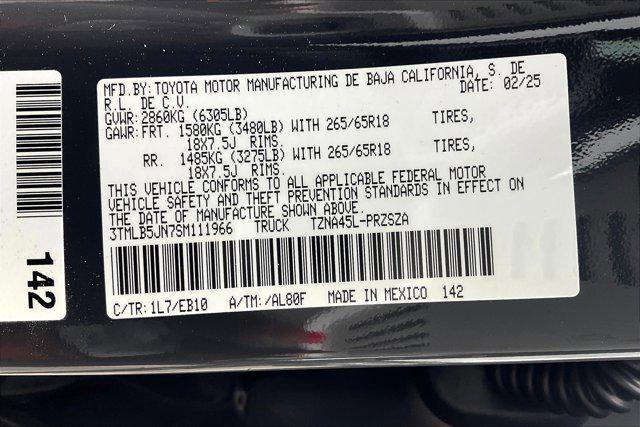 MFD.BY:TOYOTA MOTOR MANUFACTURING DE BAJA CALIFORNIA, S. DE
R.L. DE C.V. DATE: 02/25
GVWR:2860KG (6305LB)
GAWR:FRT. 1580KG (3480LB) WITH 265/65R18 TIRES,
18X7.5J RIMS.
RR. 1485KG (3275LB) WITH 265/65R18 TIRES,
18X7.5J RIMS.
THIS VEHICLE CONFORMS TO ALL APPLICABLE FEDERAL MOTOR
VEHICLE SAFETY AND THEFT PREVENTION STANDARDS IN EFFECT ON
THE DATE OF MANUFACTURE SHOWN ABOVE.
3TMLB5JN7SM111966 TRUCK TZNA45L-PRZSZA
C/TR:1L7/EB10 A/TM:/AL80F MADE IN MEXICO 142
142